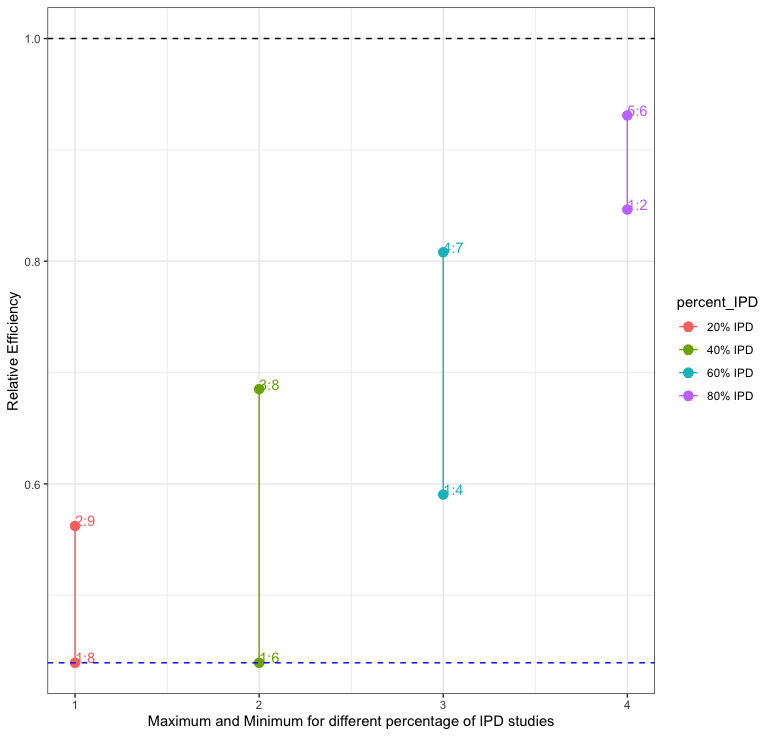 1.0
0.8
0.6
5:6
1:2
4:7
1:4
3:8
1:6
2:9
1:8
1
2
3
4
Relative Efficiency
Maximum and Minimum for different percentage of IPD studies
percent_IPD
20% IPD
40% IPD
60% IPD
80% IPD